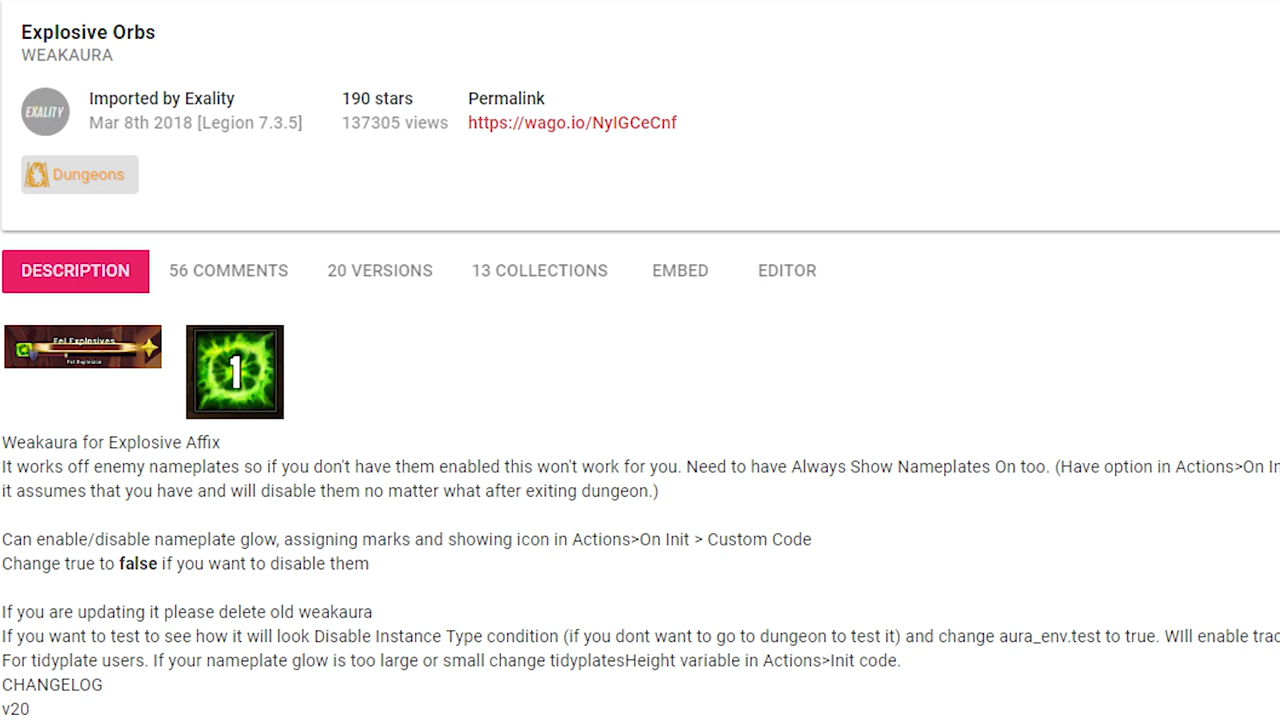 Explosive Orbs
WEAKAURA
EXALITY
Imported by Exality
190 stars
Permalink
Mar 8th 2018 [Legion 7.3.5]
137305 views
https://wago.io/NyIGCeCnf
Dungeons
DESCRIPTION
56 COMMENTS
20 VERSIONS
13 COLLECTIONS
EMBED
EDITOR
Fel Explosives
Fel Explosion
1
Weakaura for Explosive Affix
It works off enemy nameplates so if you don't have them enabled this won't work for you. Need to have Always Show Nameplates On too. (Have option in Actions>On In
it assumes that you have and will disable them no matter what after exiting dungeon.)
Can enable/disable nameplate glow, assigning marks and showing icon in Actions>On Init > Custom Code
Change true to false if you want to disable them
If you are updating it please delete old weakaura
If you want to test to see how it will look Disable Instance Type condition (if you dont want to go to dungeon to test it) and change aura_env.test to true. WIll enable trac
For tidyplate users. If your nameplate glow is too large or small change tidyplatesHeight variable in Actions>Init code.
CHANGELOG
v20